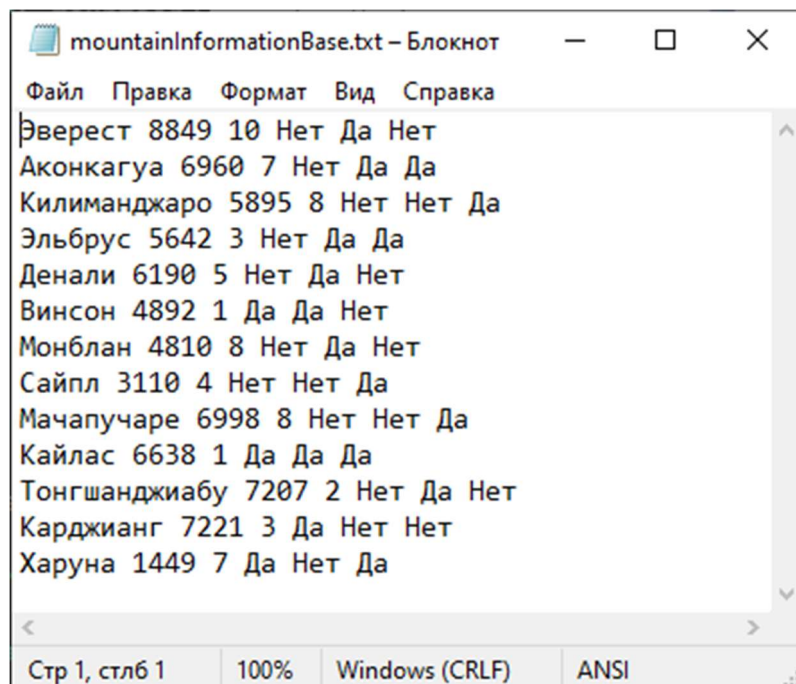 mountainInformationBase.txt – Блокнот
Файл Правка Формат Вид Справка
Эверест 8849 10 Нет Да Нет
Аконкагуа 6960 7 Нет Да Да
Килиманджаро 5895 8 Нет Нет Да
Эльбрус 5642 3 Нет Да Да
Денали 6190 5 Нет Да Нет
Винсон 4892 1 Да Да Нет
Монблан 4810 8 Нет Да Нет
Сайпл 3110 4 Нет Нет Да
Мачапучаре 6998 8 Нет Нет Да
Кайлас 6638 1 Да Да Да
Тонгшанджиабу 7207 2 Нет Да Нет
Карджианг 7221 3 Да Нет Нет
Харуна 1449 7 Да Нет Да
Стр 1, стлб 1 100% Windows (CRLF) ANSI